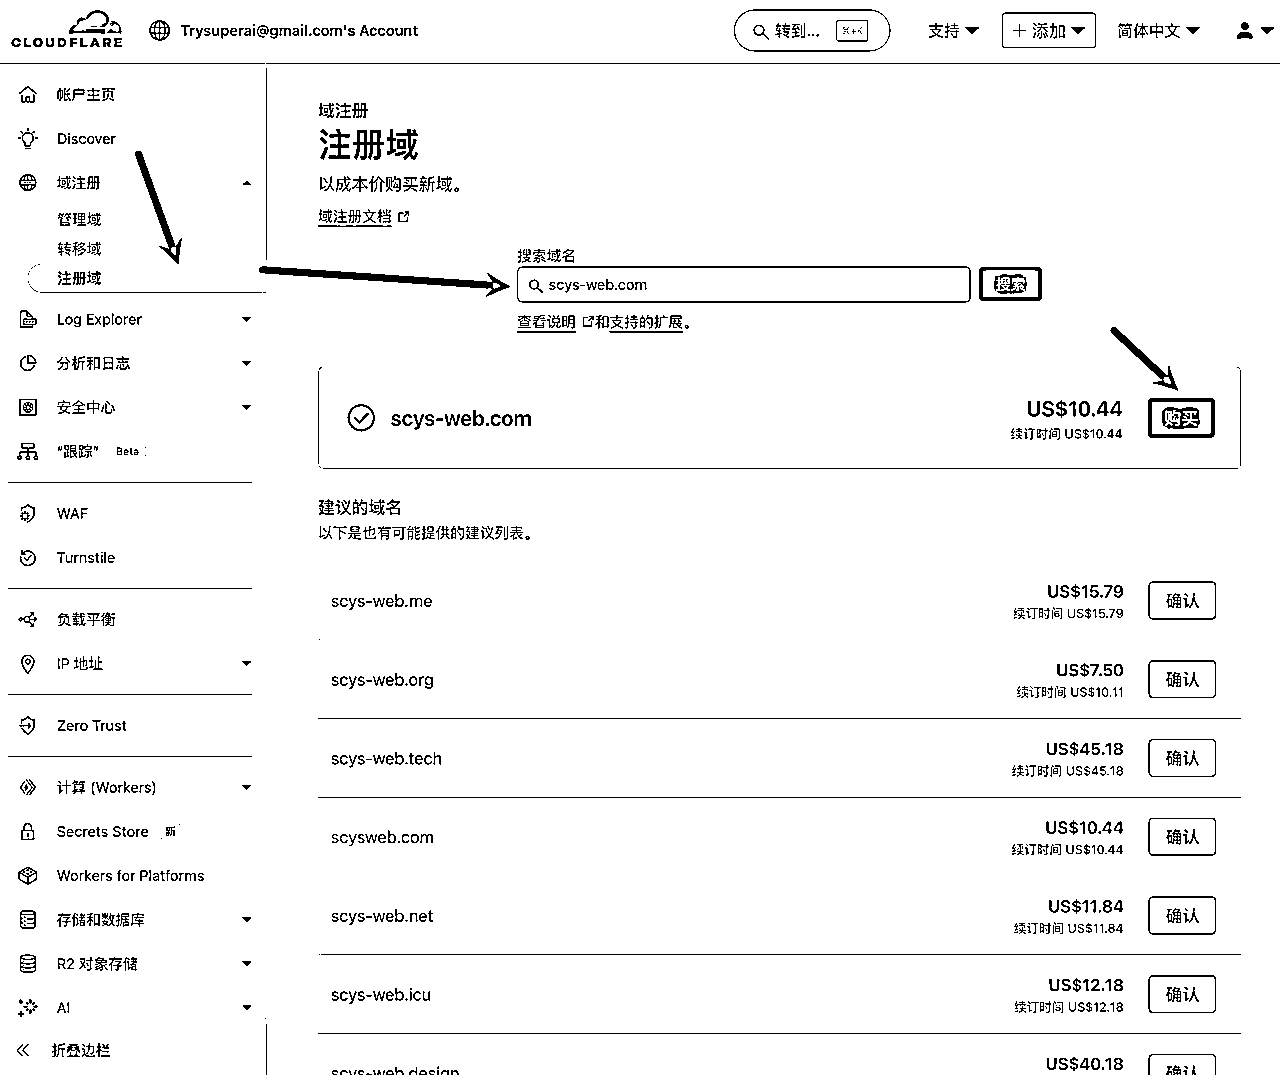 CLOUDFLARE
Trysuperai@gmail.com's Account
转到...
⌘+K
支持
+ 添加
简体中文
帐户主页
Discover
域注册
管理域
转移域
注册域
Log Explorer
分析和日志
安全中心
“跟踪” Beta
WAF
Turnstile
负载平衡
IP 地址
Zero Trust
计算 (Workers)
Secrets Store 新
Workers for Platforms
存储和数据库
R2 对象存储
AI
折叠边栏
域注册
注册域
以成本价购买新域。
域注册文档
搜索域名
scys-web.com
搜索
查看说明 和支持的扩展。
scys-web.com
US$10.44
续订时间 US$10.44
购买
建议的域名
以下是也有可能提供的建议列表。
scys-web.me
US$15.79
续订时间 US$15.79
确认
scys-web.org
US$7.50
续订时间 US$10.11
确认
scys-web.tech
US$45.18
续订时间 US$45.18
确认
scysweb.com
US$10.44
续订时间 US$10.44
确认
scys-web.net
US$11.84
续订时间 US$11.84
确认
scys-web.icu
US$12.18
续订时间 US$12.18
确认
scys-web.design
US$40.18
确认